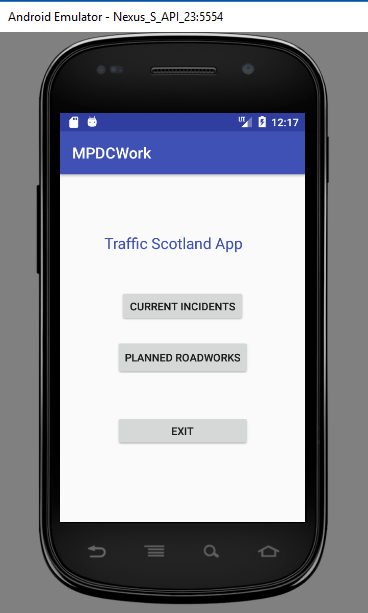 Android Emulator - Nexus_S_API_23:5554
12:17
MPDCWork
Traffic Scotland App
CURRENT INCIDENTS
PLANNED ROADWORKS
EXIT